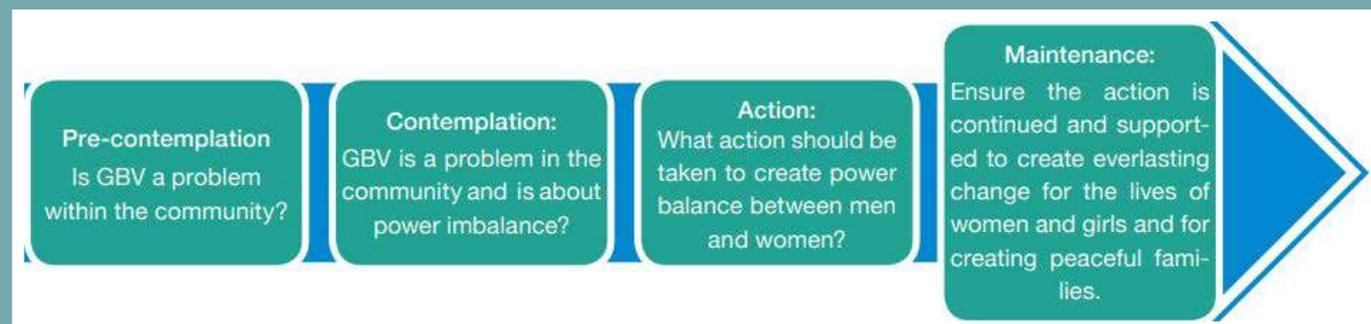 Pre-contemplation
Is GBV a problem
within the community?
Contemplation:
GBV is a problem in the
community and is about
power imbalance?
Action:
What action should be
taken to create power
balance between men
and women?
Maintenance:
Ensure the action is
continued and support-
ed to create everlasting
change for the lives of
women and girls and for
creating peaceful fami-
lies.